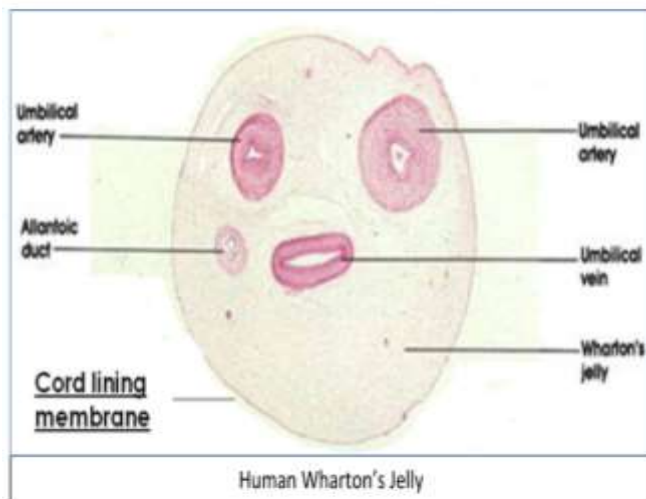 Umbilical
artery
Umbilical
artery
Allantoic
duct
Umbilical
vein
Wharton's
jelly
Cord lining
membrane
Human Wharton's Jelly